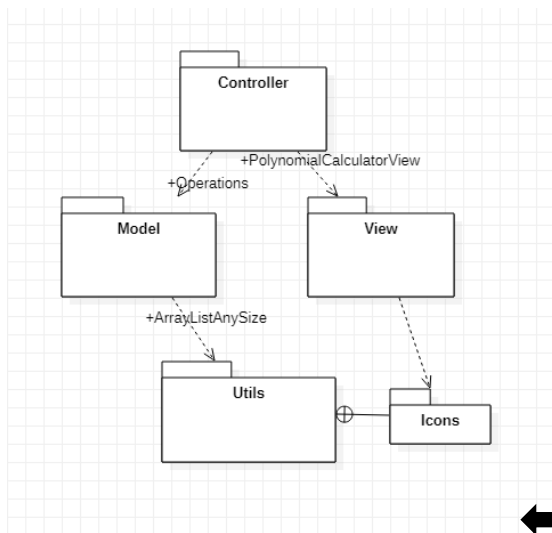 Controller
+PolynomialCalculatorView
+Operations
Model
View
+ArrayListAnySize
Utils
Icons